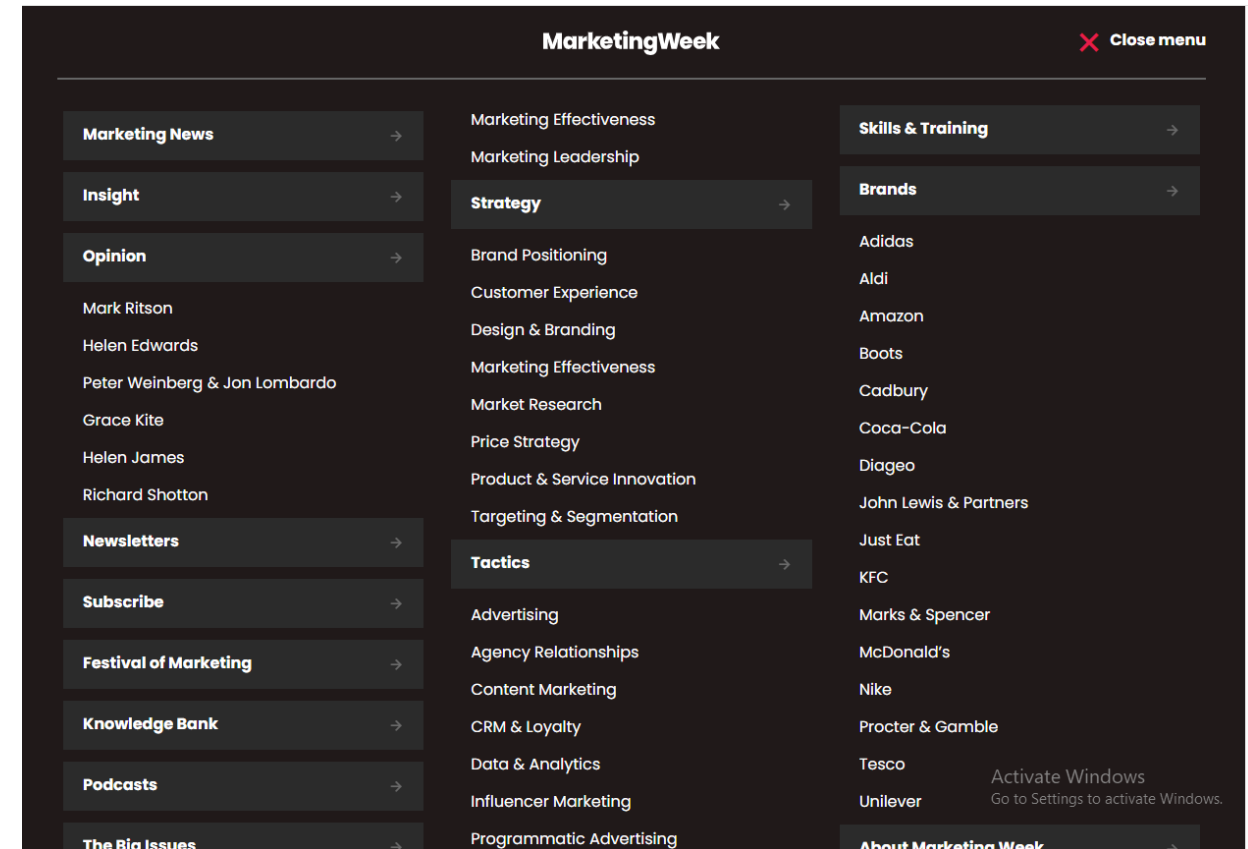 MarketingWeek
Close menu
Marketing News
Insight
Opinion
Mark Ritson
Helen Edwards
Peter Weinberg & Jon Lombardo
Grace Kite
Helen James
Richard Shotton
Newsletters
Subscribe
Festival of Marketing
Knowledge Bank
Podcasts
The Big Issues
Marketing Effectiveness
Marketing Leadership
Strategy
Brand Positioning
Customer Experience
Design & Branding
Marketing Effectiveness
Market Research
Price Strategy
Product & Service Innovation
Targeting & Segmentation
Tactics
Advertising
Agency Relationships
Content Marketing
CRM & Loyalty
Data & Analytics
Influencer Marketing
Programmatic Advertising
Skills & Training
Brands
Adidas
Aldi
Amazon
Boots
Cadbury
Coca-Cola
Diageo
John Lewis & Partners
Just Eat
KFC
Marks & Spencer
McDonald’s
Nike
Procter & Gamble
Tesco
Unilever
About Marketing Week
Activate Windows
Go to Settings to activate Windows.